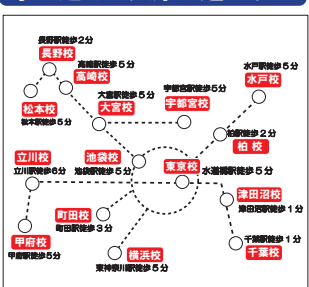 長野駅徒歩2分
長野校
高崎駅徒歩5分
高崎校
水戸駅徒歩5分
水戸校
松本校
松本駅徒歩5分
大宮駅徒歩5分
大宮校
宇都宮駅徒歩5分
宇都宮校
柏駅徒歩2分
柏 校
立川校
立川駅徒歩6分
池袋校
池袋駅徒歩5分
東京校
水道橋駅徒歩5分
津田沼校
津田沼駅徒歩1分
町田校
町田駅徒歩3分
甲府校
甲府駅徒歩5分
横浜校
東神奈川駅徒歩5分
千葉駅徒歩1分
千葉校